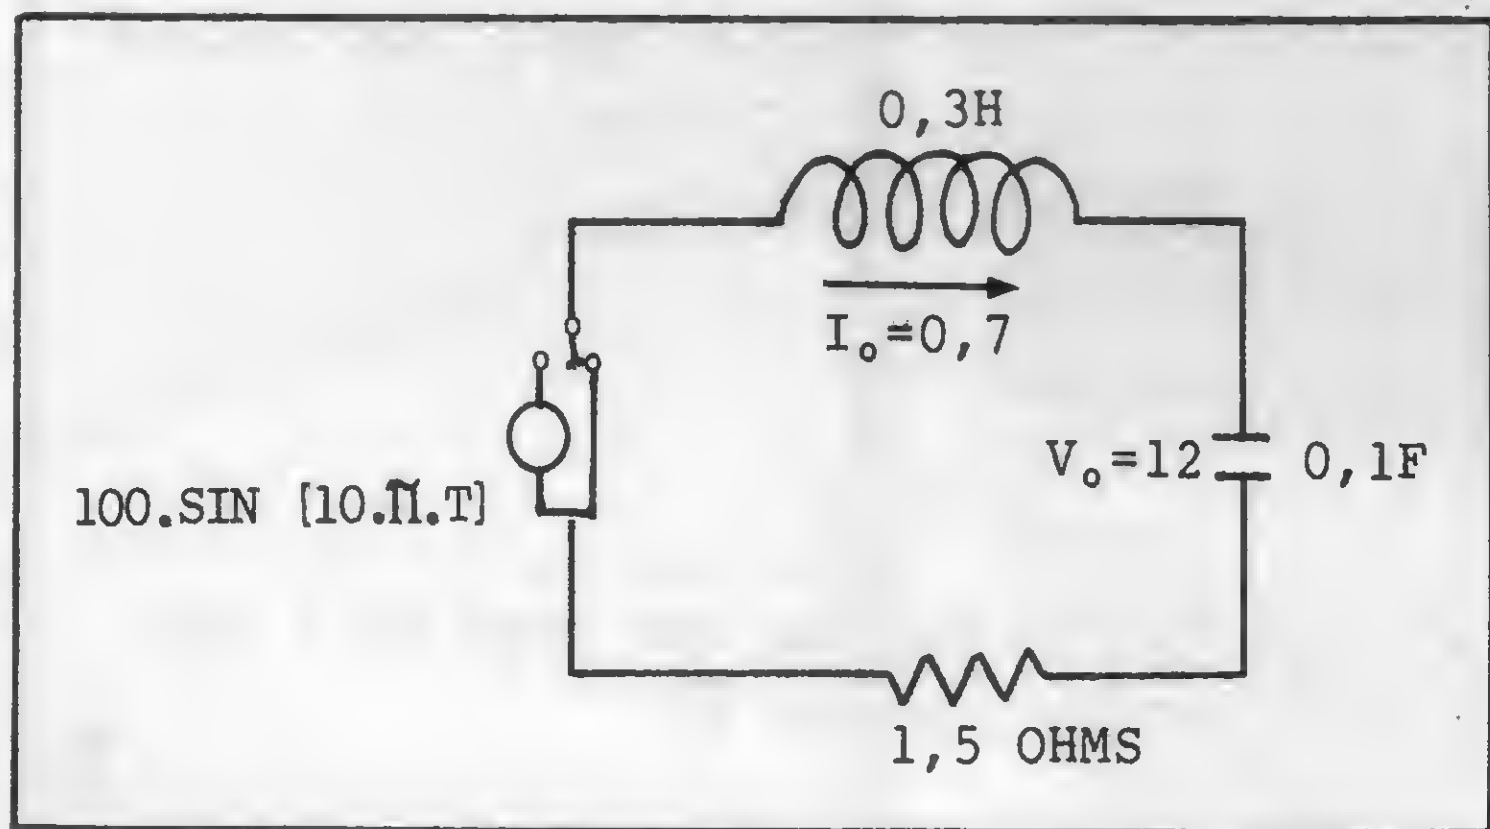 0,3H
I₀=0,7
V₀=12 0,1F
100.SIN [10.Π.T]
1,5 OHMS